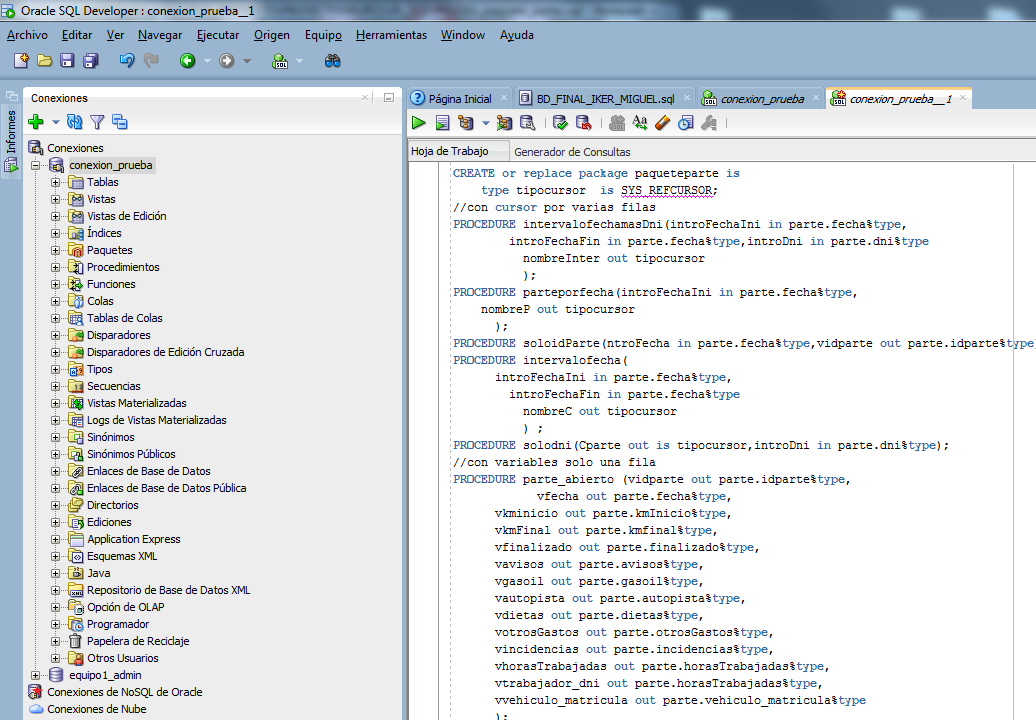 Oracle SQL Developer : conexion_prueba__1
Archivo Editar Ver Navegar Ejecutar Origen Equipo Herramientas Window Ayuda
Informes
Conexiones
Conexiones
conexion_prueba
Tablas
Vistas
Vistas de Edición
Índices
Paquetes
Procedimientos
Funciones
Colas
Tablas de Colas
Disparadores
Disparadores de Edición Cruzada
Tipos
Secuencias
Vistas Materializadas
Logs de Vistas Materializadas
Sinónimos
Sinónimos Públicos
Enlaces de Base de Datos
Enlaces de Base de Datos Pública
Directorios
Ediciones
Application Express
Esquemas XML
Java
Repositorio de Base de Datos XML
Opción de OLAP
Programador
Papelera de Reciclaje
Otros Usuarios
equipo1_admin
Conexiones de NoSQL de Oracle
Conexiones de Nube
Página Inicial BD_FINAL_IKER_MIGUEL.sql conexion_prueba conexion_prueba__1
Hoja de Trabajo Generador de Consultas
CREATE or replace package paqueteparte is
type tipocursor is SYS_REFCURSOR;
//con cursor por varias filas
PROCEDURE intervalofechamasDni(introFechaIni in parte.fecha%type,
introFechaFin in parte.fecha%type,introDni in parte.dni%type
nombreInter out tipocursor
);
PROCEDURE parteporfecha(introFechaIni in parte.fecha%type,
nombreP out tipocursor
);
PROCEDURE soloidParte(ntroFecha in parte.fecha%type,vidparte out parte.idparte%type
PROCEDURE intervalofecha(
introFechaIni in parte.fecha%type,
introFechaFin in parte.fecha%type
nombreC out tipocursor
) ;
PROCEDURE solodni(Cparte out is tipocursor,introDni in parte.dni%type);
//con variables solo una fila
PROCEDURE parte_abierto (vidparte out parte.idparte%type,
vfecha out parte.fecha%type,
vkminicio out parte.kmInicio%type,
vkmFinal out parte.kmfinal%type,
vfinalizado out parte.finalizado%type,
vavisos out parte.avisos%type,
vgasoil out parte.gasoil%type,
vautopista out parte.autopista%type,
vdietas out parte.dietas%type,
votrosGastos out parte.otrosGastos%type,
vincidencias out parte.incidencias%type,
vhorasTrabajadas out parte.horasTrabajadas%type,
vtrabajador_dni out parte.horasTrabajadas%type,
vvehiculo_matricula out parte.vehiculo_matricula%type
);